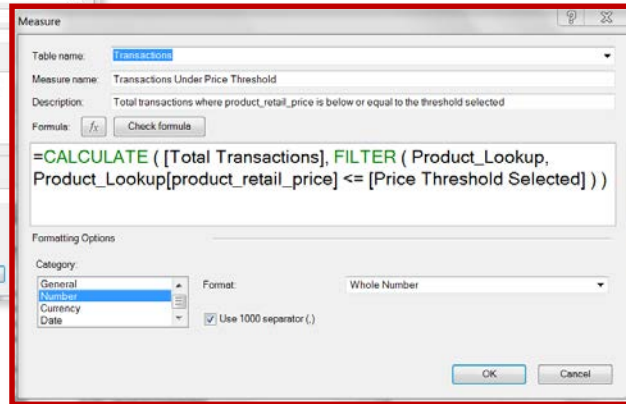 Measure
Table name: Transactions
Measure name: Transactions Under Price Threshold
Description: Total transactions where product_retail_price is below or equal to the threshold selected
Formula: fx Check formula
=CALCULATE ( [Total Transactions], FILTER ( Product_Lookup,
Product_Lookup[product_retail_price] <= [Price Threshold Selected] ) )
Formatting Options
Category:
General
Number
Currency
Date
Format: Whole Number
Use 1000 separator (,)
OK Cancel